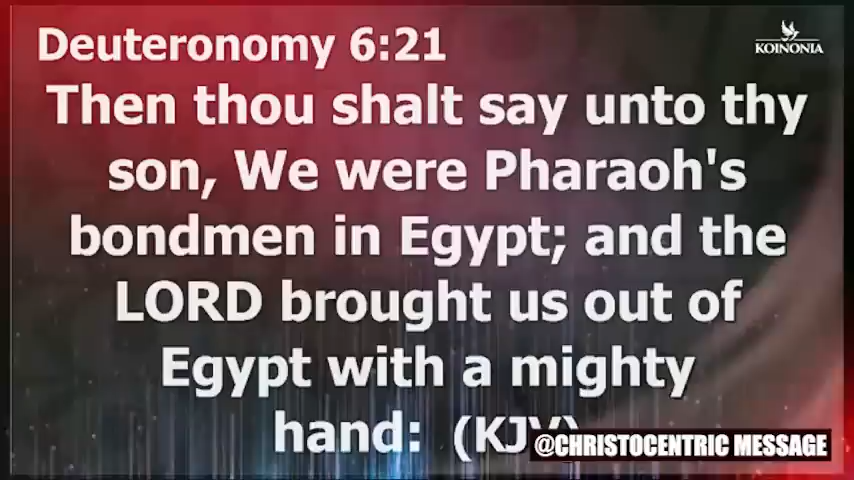 Deuteronomy 6:21
KOINONIA
Then thou shalt say unto thy
son, We were Pharaoh's
bondmen in Egypt; and the
LORD brought us out of
Egypt with a mighty
hand: (KJV)
@CHRISTOCENTRIC MESSAGE